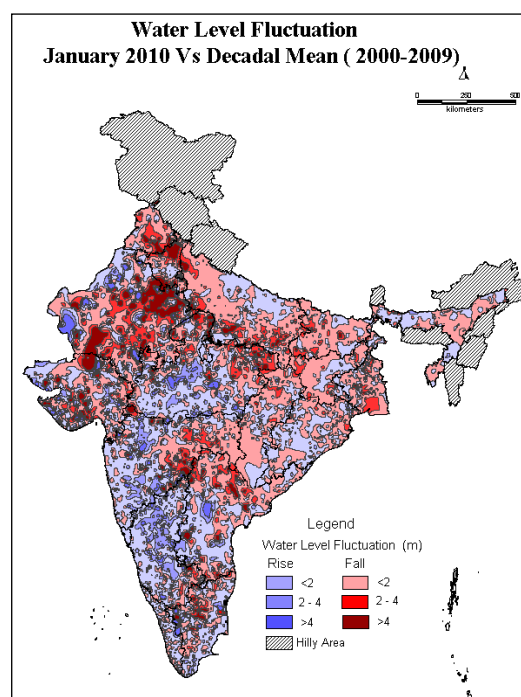 Water Level Fluctuation
January 2010 Vs Decadal Mean ( 2000-2009)
0 250 500
kilometers
Legend
Water Level Fluctuation (m)
Rise Fall
<2 <2
2 - 4 2 - 4
>4 >4
Hilly Area